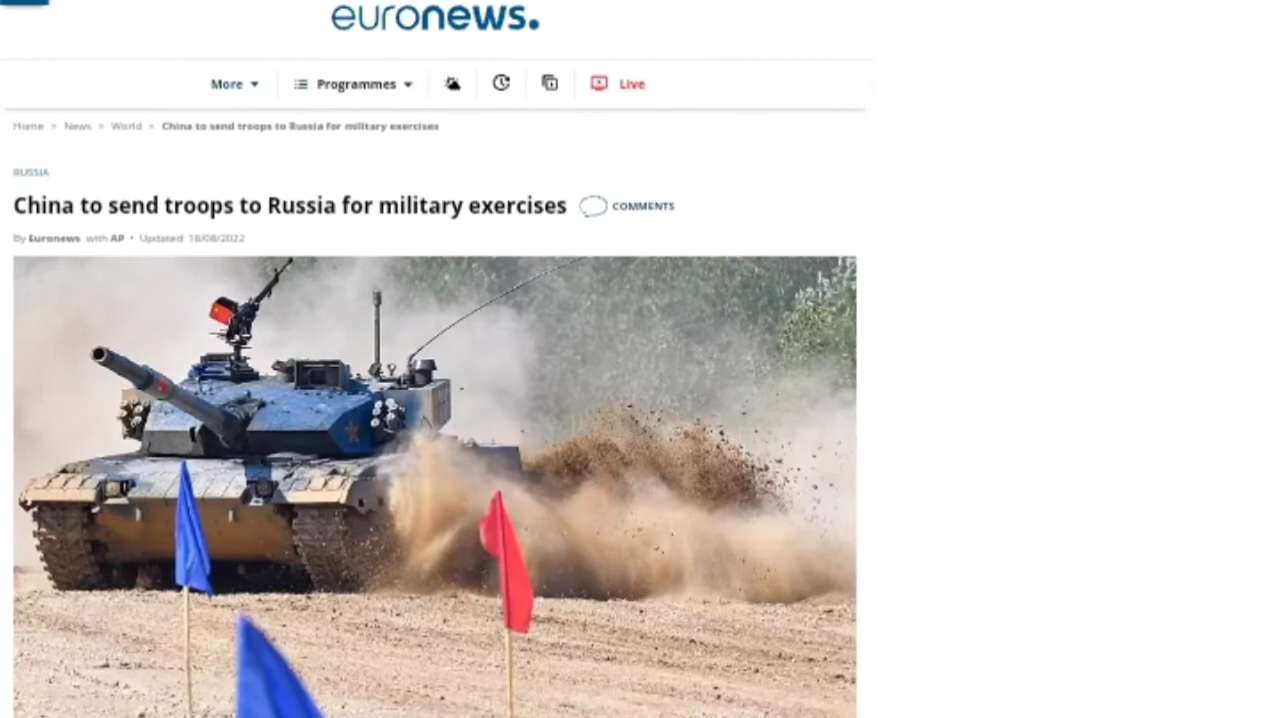 euronews.
More Programmes Live
Home > News > World > China to send troops to Russia for military exercises
RUSSIA
China to send troops to Russia for military exercises COMMENTS
By Euronews with AP • Updated: 18/08/2022